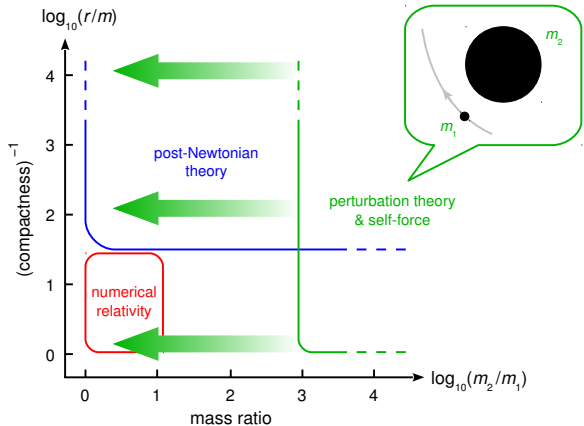 log₁₀(r/m)
m₂
m₁
4
3
2
1
0
(compactness)⁻¹
post-Newtonian
theory
perturbation theory
& self-force
numerical
relativity
0
1
2
3
4
log₁₀(m₂/m₁)
mass ratio